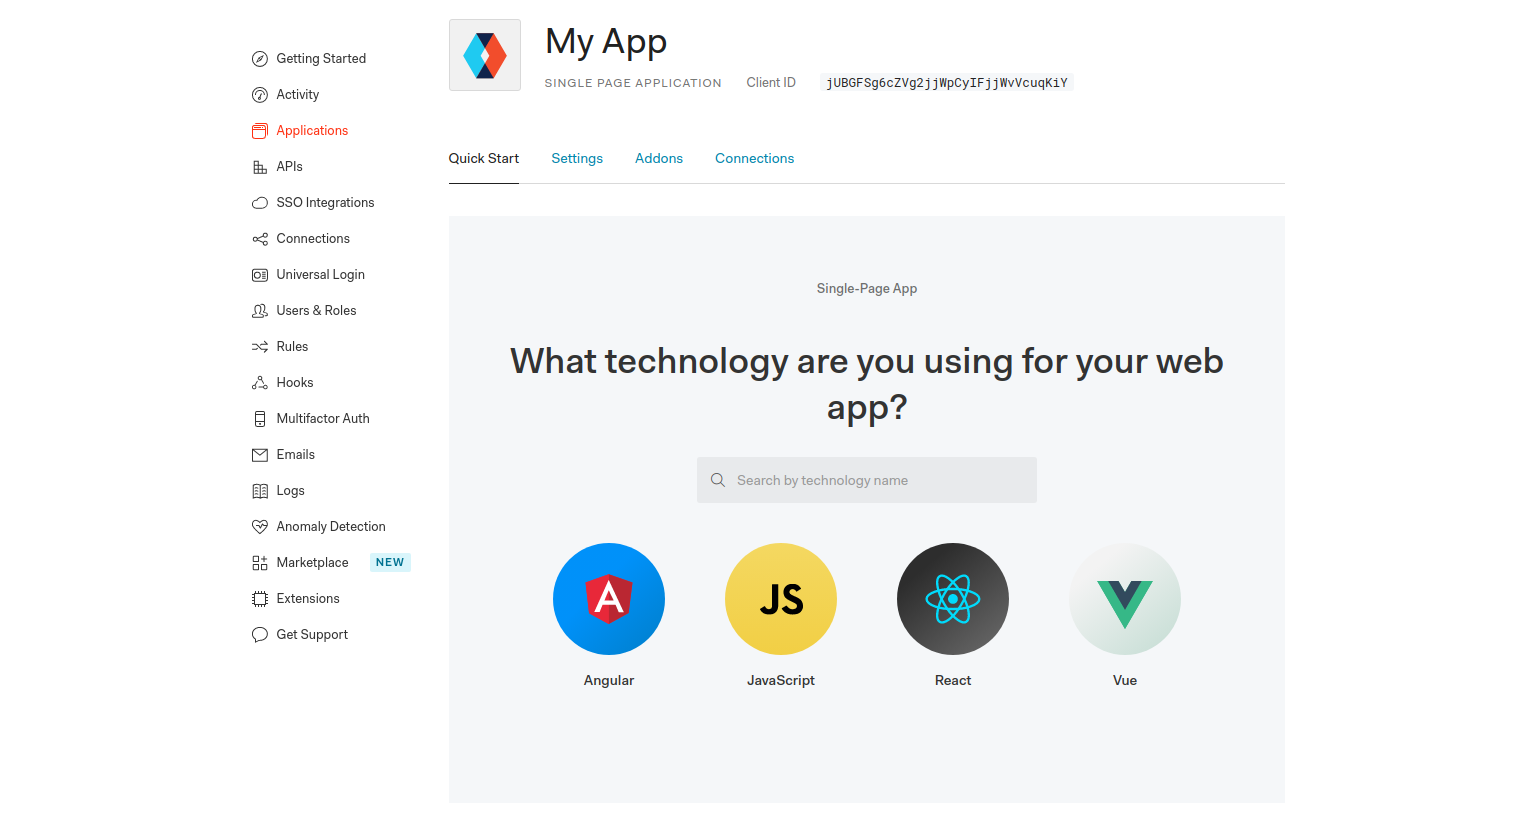 My App
SINGLE PAGE APPLICATION Client ID jUBGFSg6cZVg2jjWpCyIFjjWvVcuqKiY
Getting Started
Activity
Applications
APIs
SSO Integrations
Connections
Universal Login
Users & Roles
Rules
Hooks
Multifactor Auth
Emails
Logs
Anomaly Detection
Marketplace NEW
Extensions
Get Support
Quick Start Settings Addons Connections
Single-Page App
What technology are you using for your web
app?
Search by technology name
JS
Angular JavaScript React Vue